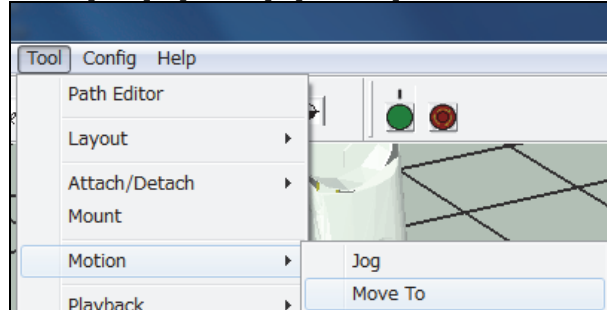 Tool Config Help
Path Editor
Layout
Attach/Detach
Mount
Motion
Jog
Move To
Playback